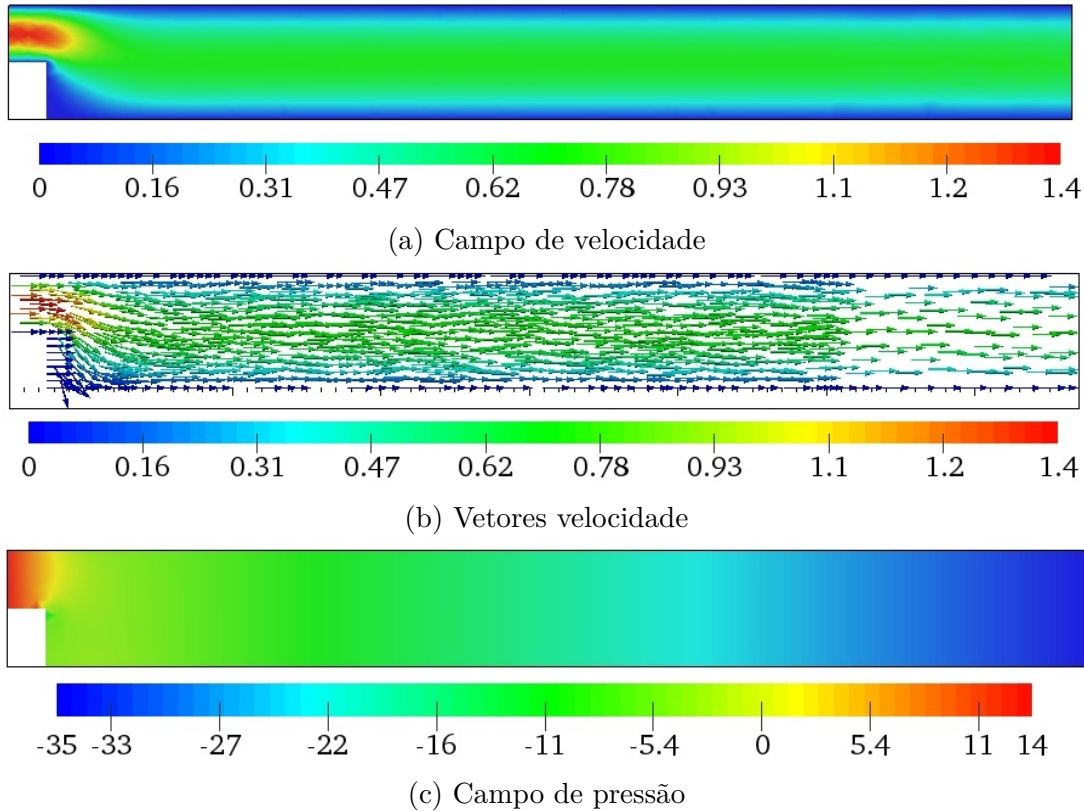 0 0.16 0.31 0.47 0.62 0.78 0.93 1.1 1.2 1.4
(a) Campo de velocidade
0 0.16 0.31 0.47 0.62 0.78 0.93 1.1 1.2 1.4
(b) Vetores velocidade
-35 -33 -27 -22 -16 -11 -5.4 0 5.4 11 14
(c) Campo de pressão